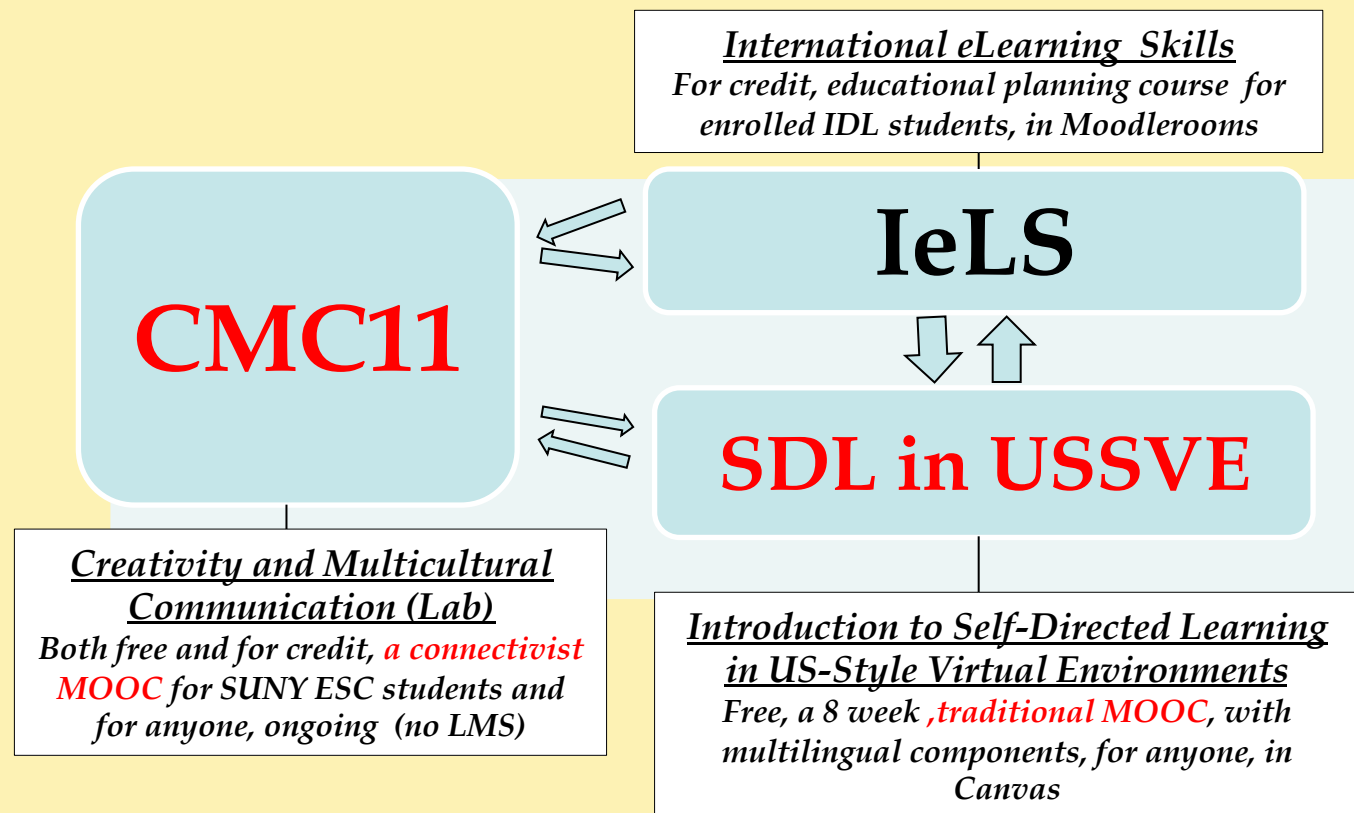 International eLearning Skills
For credit, educational planning course for
enrolled IDL students, in Moodlerooms
IeLS
CMC11
SDL in USSVE
Creativity and Multicultural
Communication (Lab)
Both free and for credit, a connectivist
MOOC for SUNY ESC students and
for anyone, ongoing (no LMS)
Introduction to Self-Directed Learning
in US-Style Virtual Environments
Free, a 8 week ,traditional MOOC, with
multilingual components, for anyone, in
Canvas